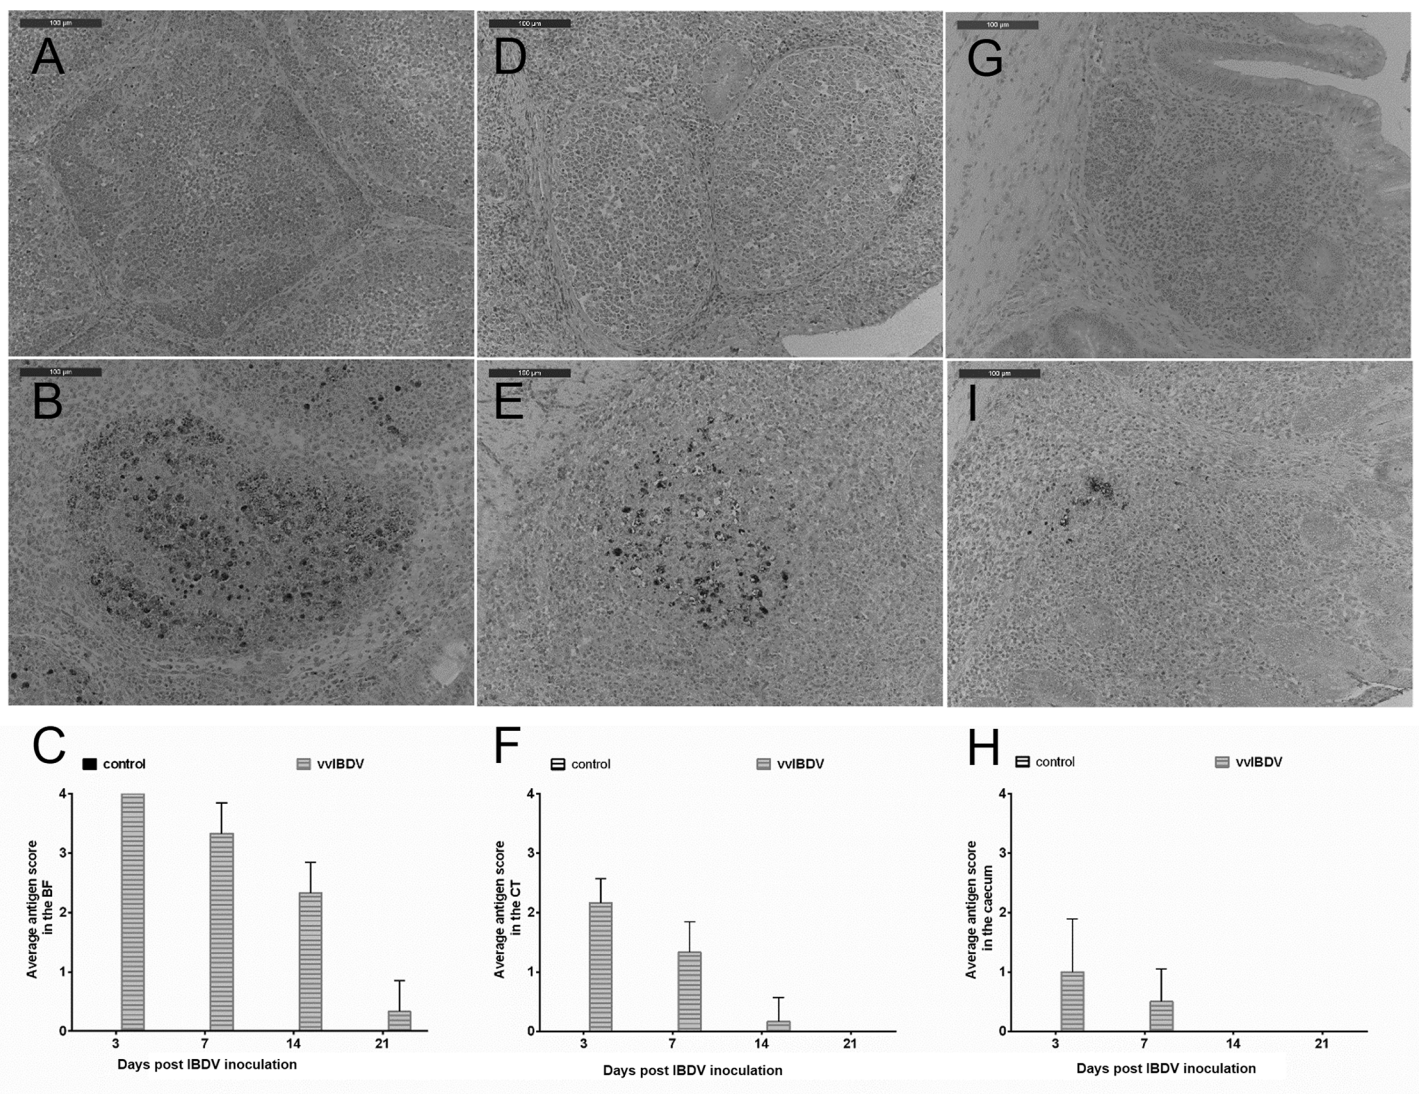 100 µm
A
100 µm
D
100 µm
G
100 µm
B
100 µm
E
100 µm
I
C
control
vvIBDV
Average antigen score
in the BF
4
3
2
1
0
3
7
14
21
Days post IBDV inoculation
F
control
vvIBDV
Average antigen score
in the CT
4
3
2
1
0
3
7
14
21
Days post IBDV inoculation
H
control
vvIBDV
Average antigen score
in the caecum
4
3
2
1
0
3
7
14
21
Days post IBDV inoculation